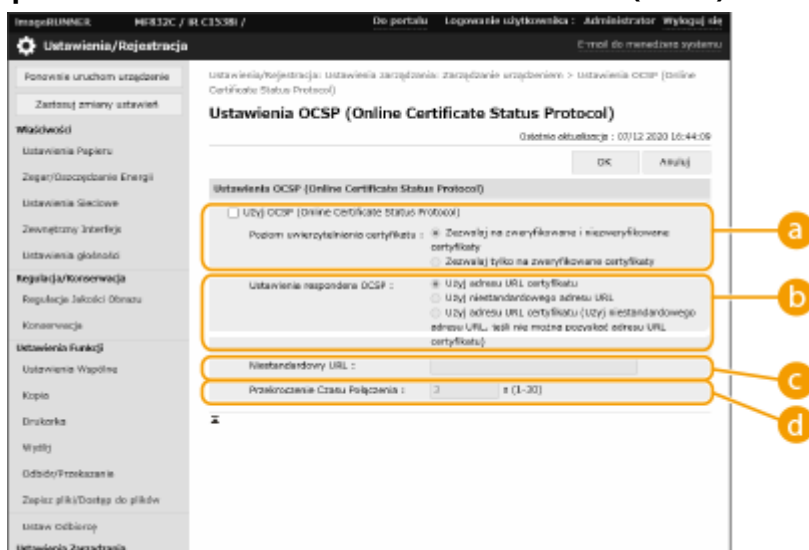 imageRUNNER MF832C / iR C1538i /
Do portalu Logowanie użytkownika : Administrator Wyloguj się
Ustawienia/Rejestracja
E-mail do menedżera systemu
Ponownie uruchom urządzenie
Zastosuj zmiany ustawień
Właściwości
Ustawienia Papieru
Zegar/Oszczędzanie Energii
Ustawienia Sieciowe
Zewnętrzny Interfejs
Ustawienia głośności
Regulacja/Konserwacja
Regulacja Jakości Obrazu
Konserwacja
Ustawienia Funkcji
Ustawienia Wspólne
Kopia
Drukarka
Wyślij
Odbiór/Przekazanie
Zapisz pliki/Dostęp do plików
Ustaw Odbiorcę
Ustawienia Zarządzania
Ustawienia/Rejestracja: Ustawienia zarządzania: Zarządzanie urządzeniem > Ustawienia OCSP (Online
Certificate Status Protocol)
Ustawienia OCSP (Online Certificate Status Protocol)
Ostatnia aktualizacja : 07/12 2020 16:44:09
OK Anuluj
Ustawienia OCSP (Online Certificate Status Protocol)
Użyj OCSP (Online Certificate Status Protocol)
Poziom uwierzytelnienia certyfikatu : Zezwalaj na zweryfikowane i niezweryfikowane
certyfikaty
Zezwalaj tylko na zweryfikowane certyfikaty
a
Ustawienia respondera OCSP : Użyj adresu URL certyfikatu
Użyj niestandardowego adresu URL
Użyj adresu URL certyfikatu (Użyj niestandardowego
adresu URL, jeśli nie można pozyskać adresu URL
certyfikatu)
b
Niestandardowy URL :
c
Przekroczenie Czasu Połączenia : 3 s (1-30)
d